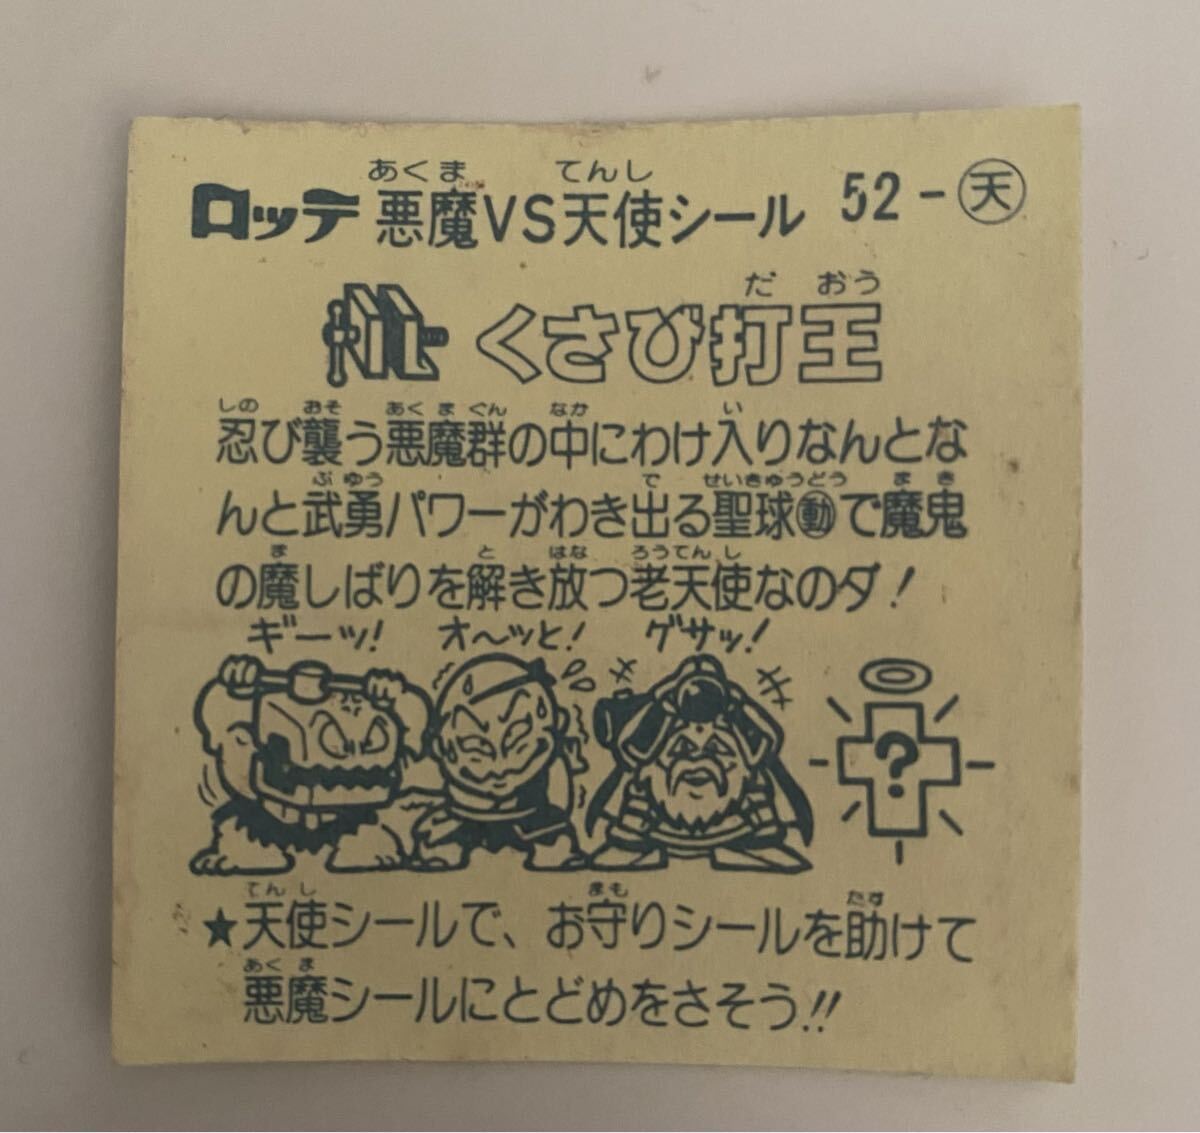 ロッテ 悪魔VS天使シール 52-天
くさび打王
忍び襲う悪魔群の中にわけ入りなんとな
んと武勇パワーがわき出る聖球動で魔鬼
の魔しばりを解き放つ老天使なのダ!
ギーッ! オ〜ッと! グサッ!
?
★天使シールで、お守りシールを助けて
悪魔シールにとどめをさそう!!